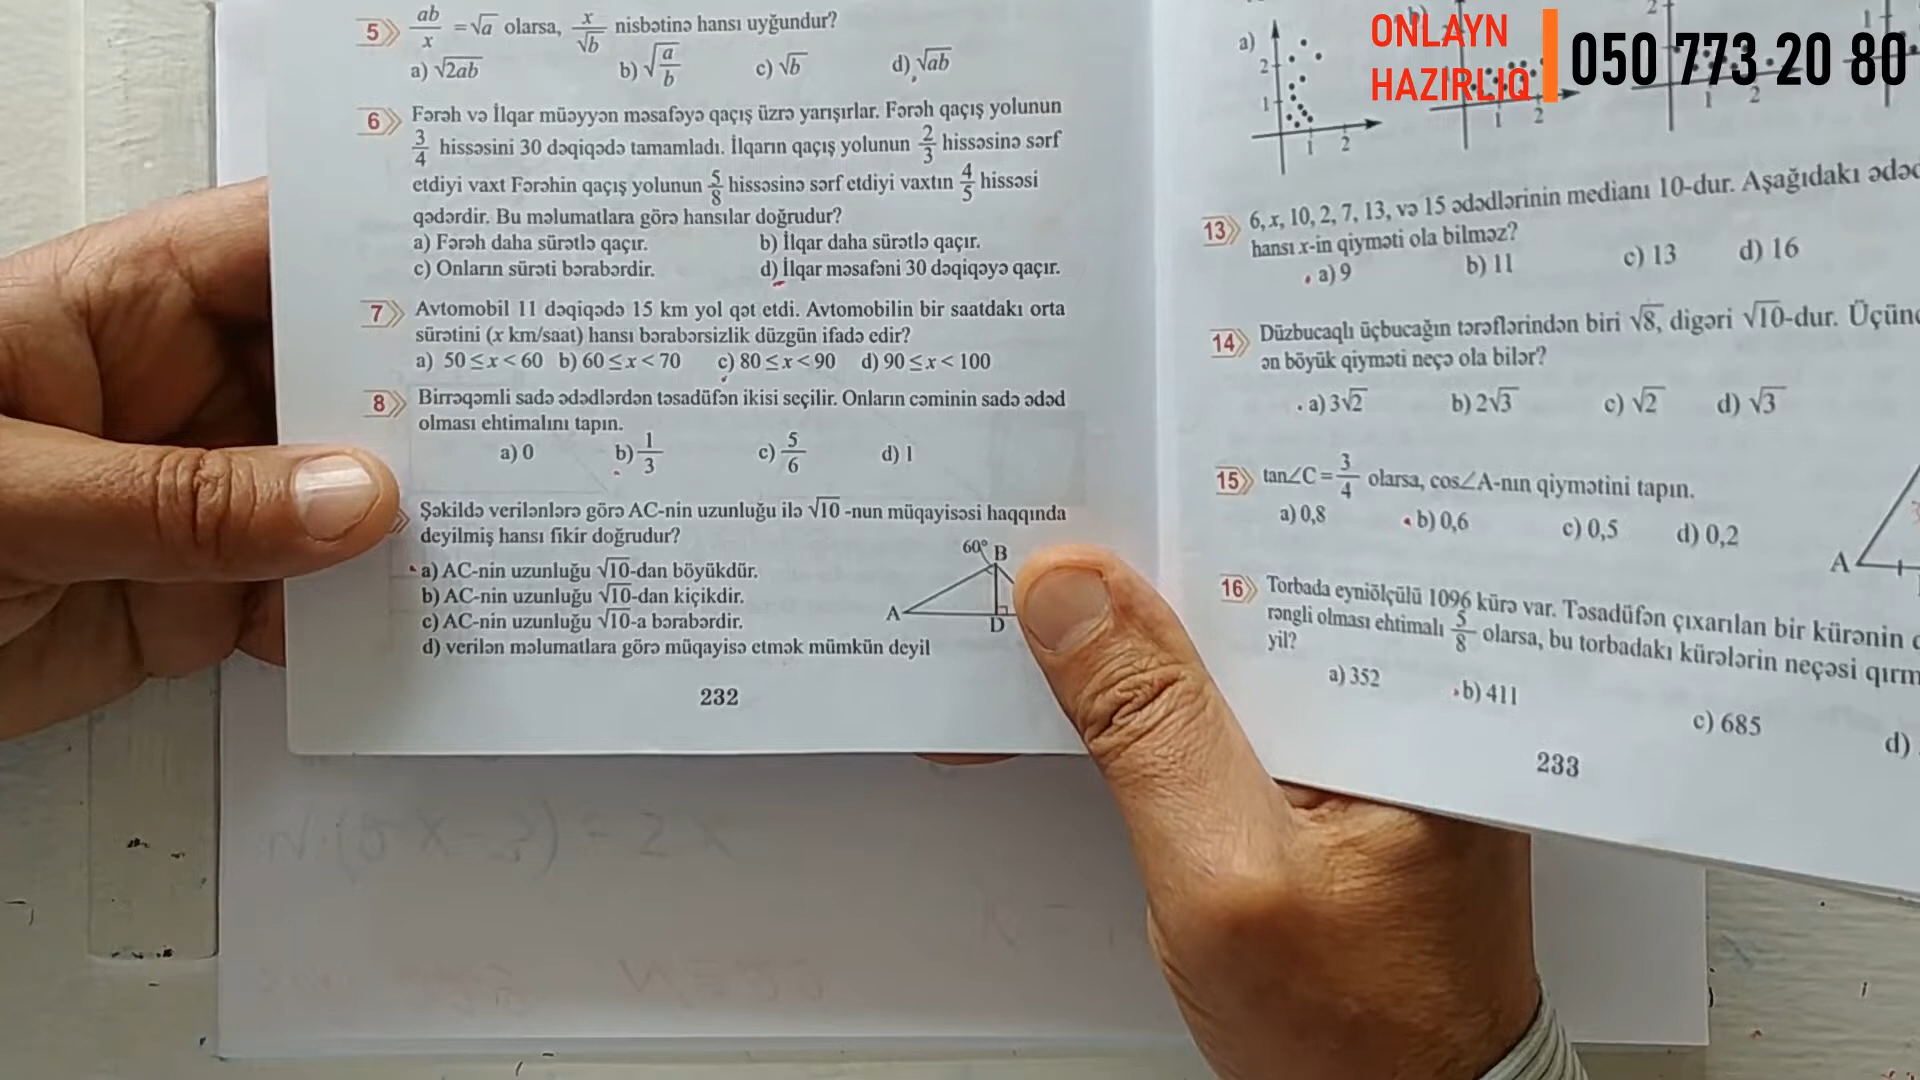 5 ab/x = √a olarsa, x/√b nisbətinə hansı uyğundur?
a) √2ab b) √a/b c) √b d) √ab
6 Fərəh və İlqar müəyyən məsafəyə qaçış üzrə yarışırlar. Fərəh qaçış yolunun
3/4 hissəsini 30 dəqiqədə tamamladı. İlqarın qaçış yolunun 2/3 hissəsinə sərf
etdiyi vaxt Fərəhin qaçış yolunun 5/8 hissəsinə sərf etdiyi vaxtın 4/5 hissəsi
qədərdir. Bu məlumatlara görə hansılar doğrudur?
a) Fərəh daha sürətlə qaçır. b) İlqar daha sürətlə qaçır.
c) Onların sürəti bərabərdir. d) İlqar məsafəni 30 dəqiqəyə qaçır.
7 Avtomobil 11 dəqiqədə 15 km yol qət etdi. Avtomobilin bir saatdakı orta
sürətini (x km/saat) hansı bərabərsizlik düzgün ifadə edir?
a) 50 ≤ x < 60 b) 60 ≤ x < 70 c) 80 ≤ x < 90 d) 90 ≤ x < 100
8 Birrəqəmli sadə ədədlərdən təsadüfən ikisi seçilir. Onların cəminin sadə ədəd
olması ehtimalını tapın.
a) 0 b) 1/3 c) 5/6 d) 1
Şəkildə verilənlərə görə AC-nin uzunluğu ilə √10 -nun müqayisəsi haqqında
deyilmiş hansı fikir doğrudur?
a) AC-nin uzunluğu √10-dan böyükdür.
b) AC-nin uzunluğu √10-dan kiçikdir.
c) AC-nin uzunluğu √10-a bərabərdir.
d) verilən məlumatlara görə müqayisə etmək mümkün deyil
60° B
A D
232
ONLAYN
HAZIRLIQ
050 773 20 80
a) 2 1 1 2
b) 1 2
2 1 2
1
13 6, x, 10, 2, 7, 13, və 15 ədədlərinin medianı 10-dur. Aşağıdakı
hansı x-in qiyməti ola bilməz?
a) 9 b) 11 c) 13 d) 16
14 Düzbucaqlı üçbucağın tərəflərindən biri √8, digəri √10-dur.
ən böyük qiyməti neçə ola bilər?
a) 3√2 b) 2√3 c) √2 d) √3
15 tan∠C = 3/4 olarsa, cos∠A-nın qiymətini tapın.
a) 0,8 b) 0,6 c) 0,5 d) 0,2
A
16 Torbada eyniölçülü 1096 kürə var. Təsadüfən çıxarılan bir kürənin
rəngli olması ehtimalı 5/8 olarsa, bu torbadakı kürələrin neçəsi
yil?
a) 352 b) 411 c) 685 d)
233